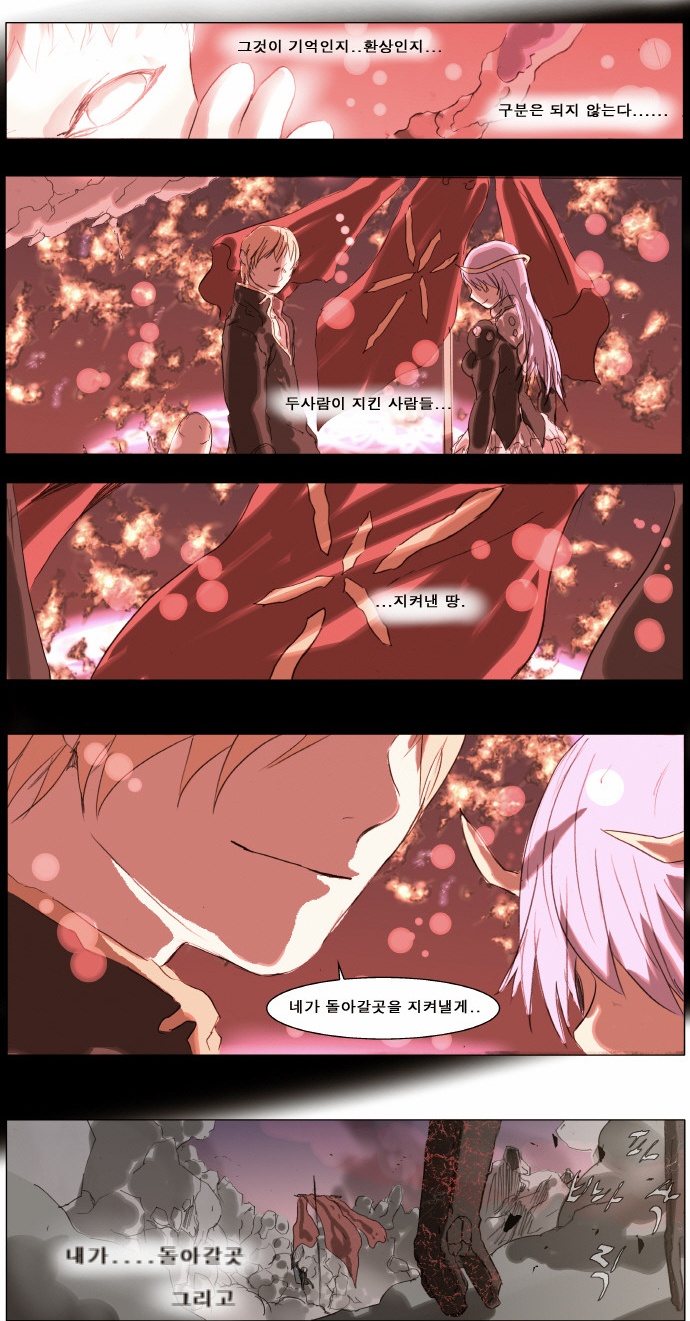 그것이 기억인지..환상인지...
구분은 되지 않는다......
두사람이 지킨 사람들...
...지켜낸 땅.
네가 돌아갈곳을 지켜낼게..
내가....돌아갈곳
그리고